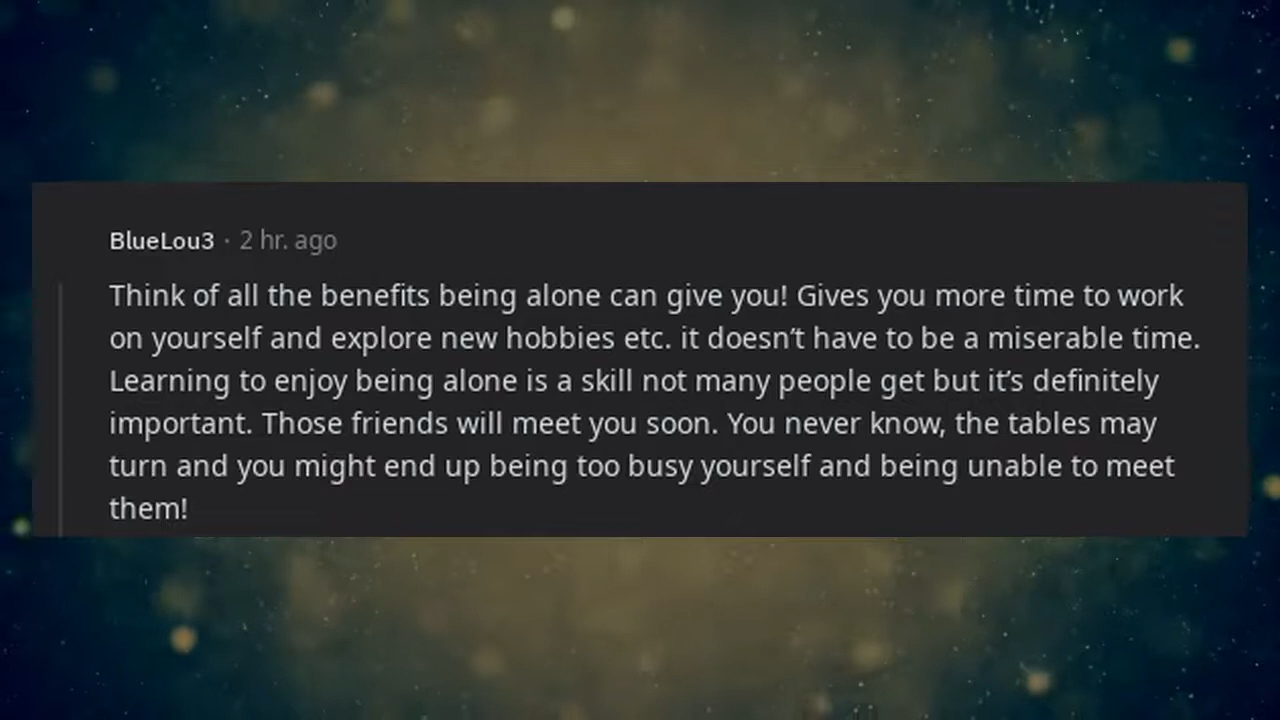 BlueLou3 · 2 hr. ago
Think of all the benefits being alone can give you! Gives you more time to work
on yourself and explore new hobbies etc. it doesn’t have to be a miserable time.
Learning to enjoy being alone is a skill not many people get but it’s definitely
important. Those friends will meet you soon. You never know, the tables may
turn and you might end up being too busy yourself and being unable to meet
them!